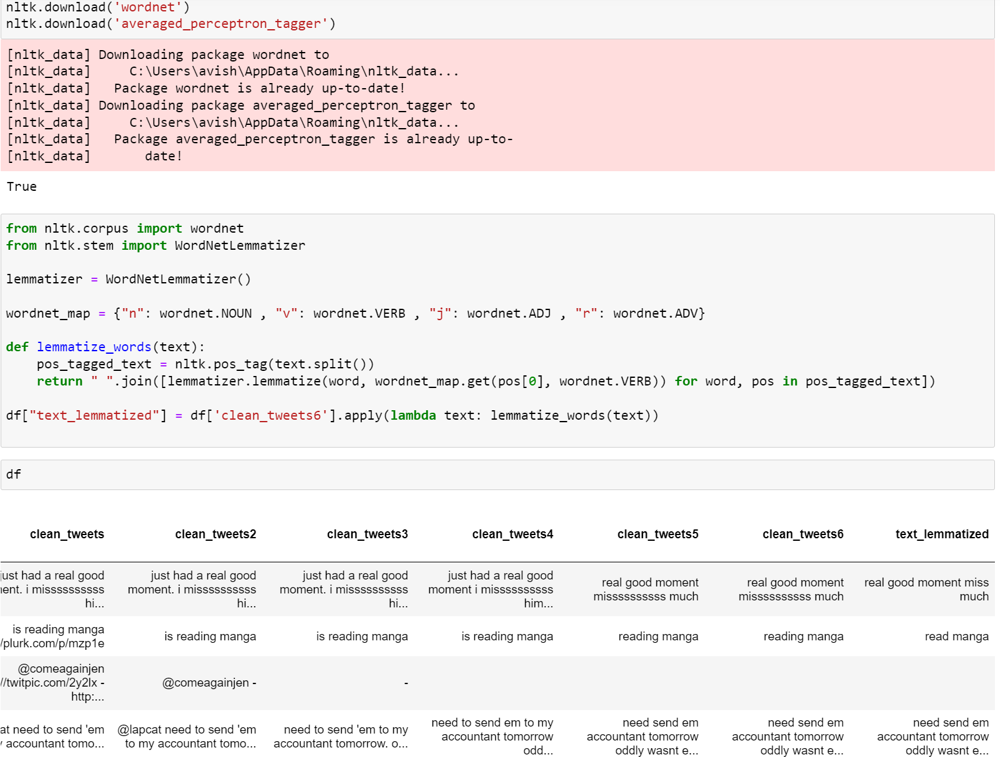 nltk.download('wordnet')
nltk.download('averaged_perceptron_tagger')
[nltk_data] Downloading package wordnet to
[nltk_data]     C:\Users\avish\AppData\Roaming\nltk_data...
[nltk_data]   Package wordnet is already up-to-date!
[nltk_data] Downloading package averaged_perceptron_tagger to
[nltk_data]     C:\Users\avish\AppData\Roaming\nltk_data...
[nltk_data]   Package averaged_perceptron_tagger is already up-to-
[nltk_data]       date!
True
from nltk.corpus import wordnet
from nltk.stem import WordNetLemmatizer
lemmatizer = WordNetLemmatizer()
wordnet_map = {"n": wordnet.NOUN , "v": wordnet.VERB , "j": wordnet.ADJ , "r": wordnet.ADV}
def lemmatize_words(text):
    pos_tagged_text = nltk.pos_tag(text.split())
    return " ".join([lemmatizer.lemmatize(word, wordnet_map.get(pos[0], wordnet.VERB)) for word, pos in pos_tagged_text])
df["text_lemmatized"] = df['clean_tweets6'].apply(lambda text: lemmatize_words(text))
df
clean_tweets clean_tweets2 clean_tweets3 clean_tweets4 clean_tweets5 clean_tweets6 text_lemmatized
just had a real good
ment. i missssssssss
hi...
just had a real good
moment. i missssssssss
hi...
just had a real good
moment. i missssssssss
hi...
just had a real good
moment i missssssssss
him...
real good moment
missssssssss much
real good moment
missssssssss much
real good moment miss
much
is reading manga
/plurk.com/p/mzp1e
is reading manga
is reading manga
is reading manga
reading manga
reading manga
read manga
@comeagainjen
//twitpic.com/2y2lx -
http:...
@comeagainjen -
-
at need to send 'em
accountant tomo...
@lapcat need to send 'em
to my accountant tomo...
need to send 'em to my
accountant tomorrow. o...
need to send em to my
accountant tomorrow
odd...
need send em
accountant tomorrow
oddly wasnt e...
need send em
accountant tomorrow
oddly wasnt e...
need send em
accountant tomorrow
oddly wasnt e...